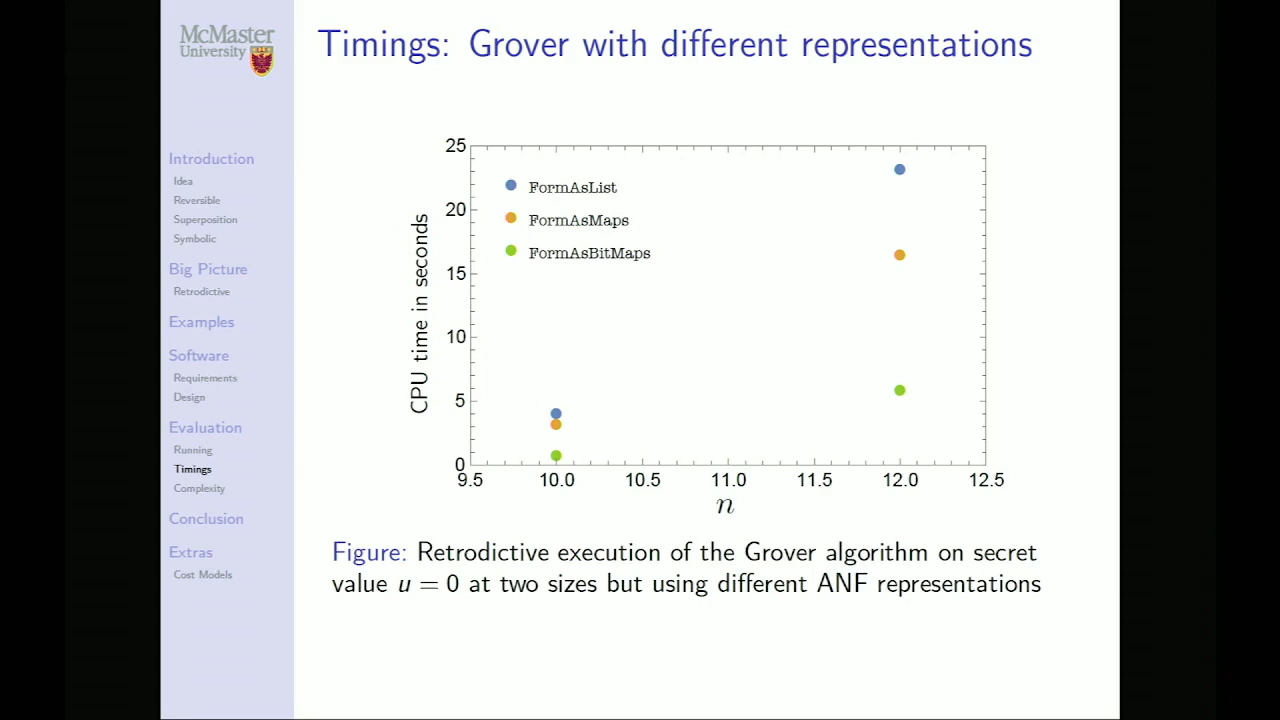 McMaster
University
Timings: Grover with different representations
Introduction
Idea
Reversible
Superposition
Symbolic
Big Picture
Retrodictive
Examples
Software
Requirements
Design
Evaluation
Running
Timings
Complexity
Conclusion
Extras
Cost Models
25
20
15
10
5
0
CPU time in seconds
FormAsList
FormAsMaps
FormAsBitMaps
9.5 10.0 10.5 11.0 11.5 12.0 12.5
n
Figure: Retrodictive execution of the Grover algorithm on secret
value u = 0 at two sizes but using different ANF representations